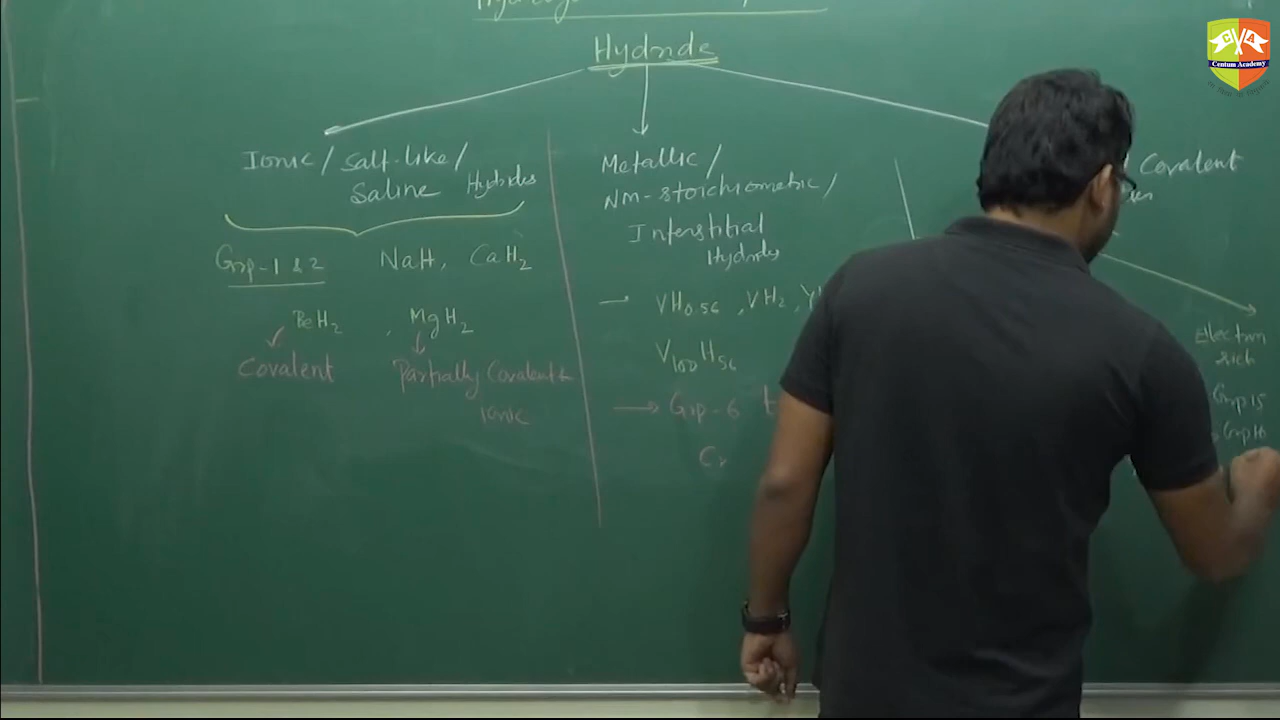 Hydride
Ionic / Salt-like /
Saline Hydrides
Grp-1 & 2 NaH, CaH2
BeH2 , MgH2
Covalent Partially Covalent &
ionic
Metallic /
Non-stoichiometric /
Interstitial
Hydrides
VH0.56 , VH2 ,
V100H56
Grp-6
Cr
Covalent
Electron
rich
Grp 15
Grp 16
C A
Centum Academy